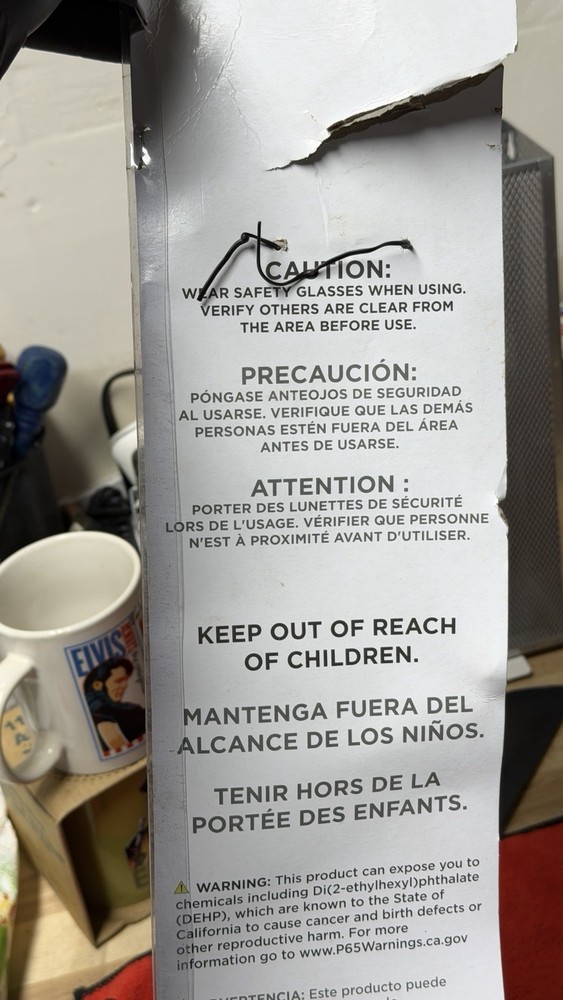 CAUTION:
WEAR SAFETY GLASSES WHEN USING.
VERIFY OTHERS ARE CLEAR FROM
THE AREA BEFORE USE.
PRECAUCIÓN:
PÓNGASE ANTEOJOS DE SEGURIDAD
AL USARSE. VERIFIQUE QUE LAS DEMÁS
PERSONAS ESTÉN FUERA DEL ÁREA
ANTES DE USARSE.
ATTENTION :
PORTER DES LUNETTES DE SÉCURITÉ
LORS DE L'USAGE. VÉRIFIER QUE PERSONNE
N'EST À PROXIMITÉ AVANT D'UTILISER.
KEEP OUT OF REACH
OF CHILDREN.
MANTENGA FUERA DEL
ALCANCE DE LOS NIÑOS.
TENIR HORS DE LA
PORTÉE DES ENFANTS.
WARNING: This product can expose you to
chemicals including Di(2-ethylhexyl)phthalate
(DEHP), which are known to the State of
California to cause cancer and birth defects or
other reproductive harm. For more
information go to www.P65Warnings.ca.gov
ADVERTENCIA: Este producto puede
ELVIS